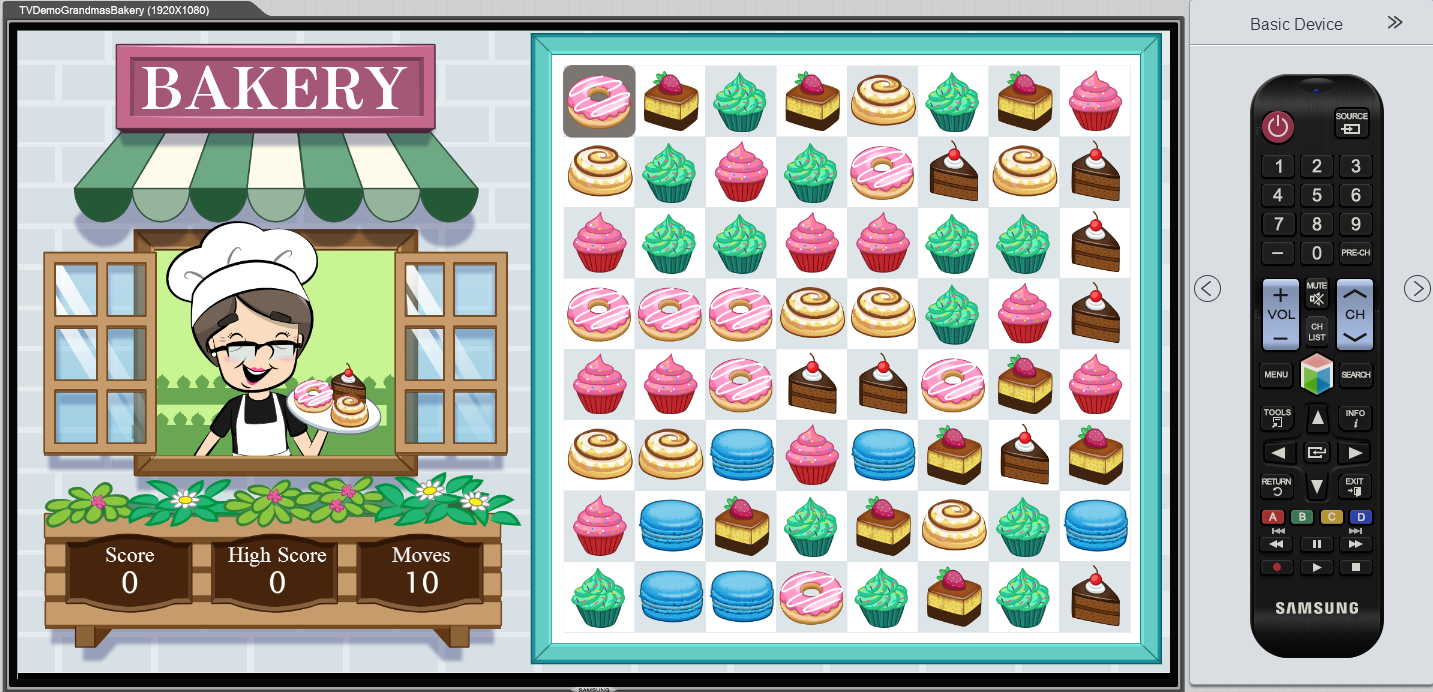 TVDemoGrandmasBakery (1920X1080)
BAKERY
Score
0
High Score
0
Moves
10
SAMSUNG
Basic Device
SOURCE
1 2 3
4 5 6
7 8 9
0 PRE-CH
MUTE
+ VOL −
CH
CH LIST
MENU
SEARCH
TOOLS
INFO
i
RETURN
EXIT
A B C D
SAMSUNG